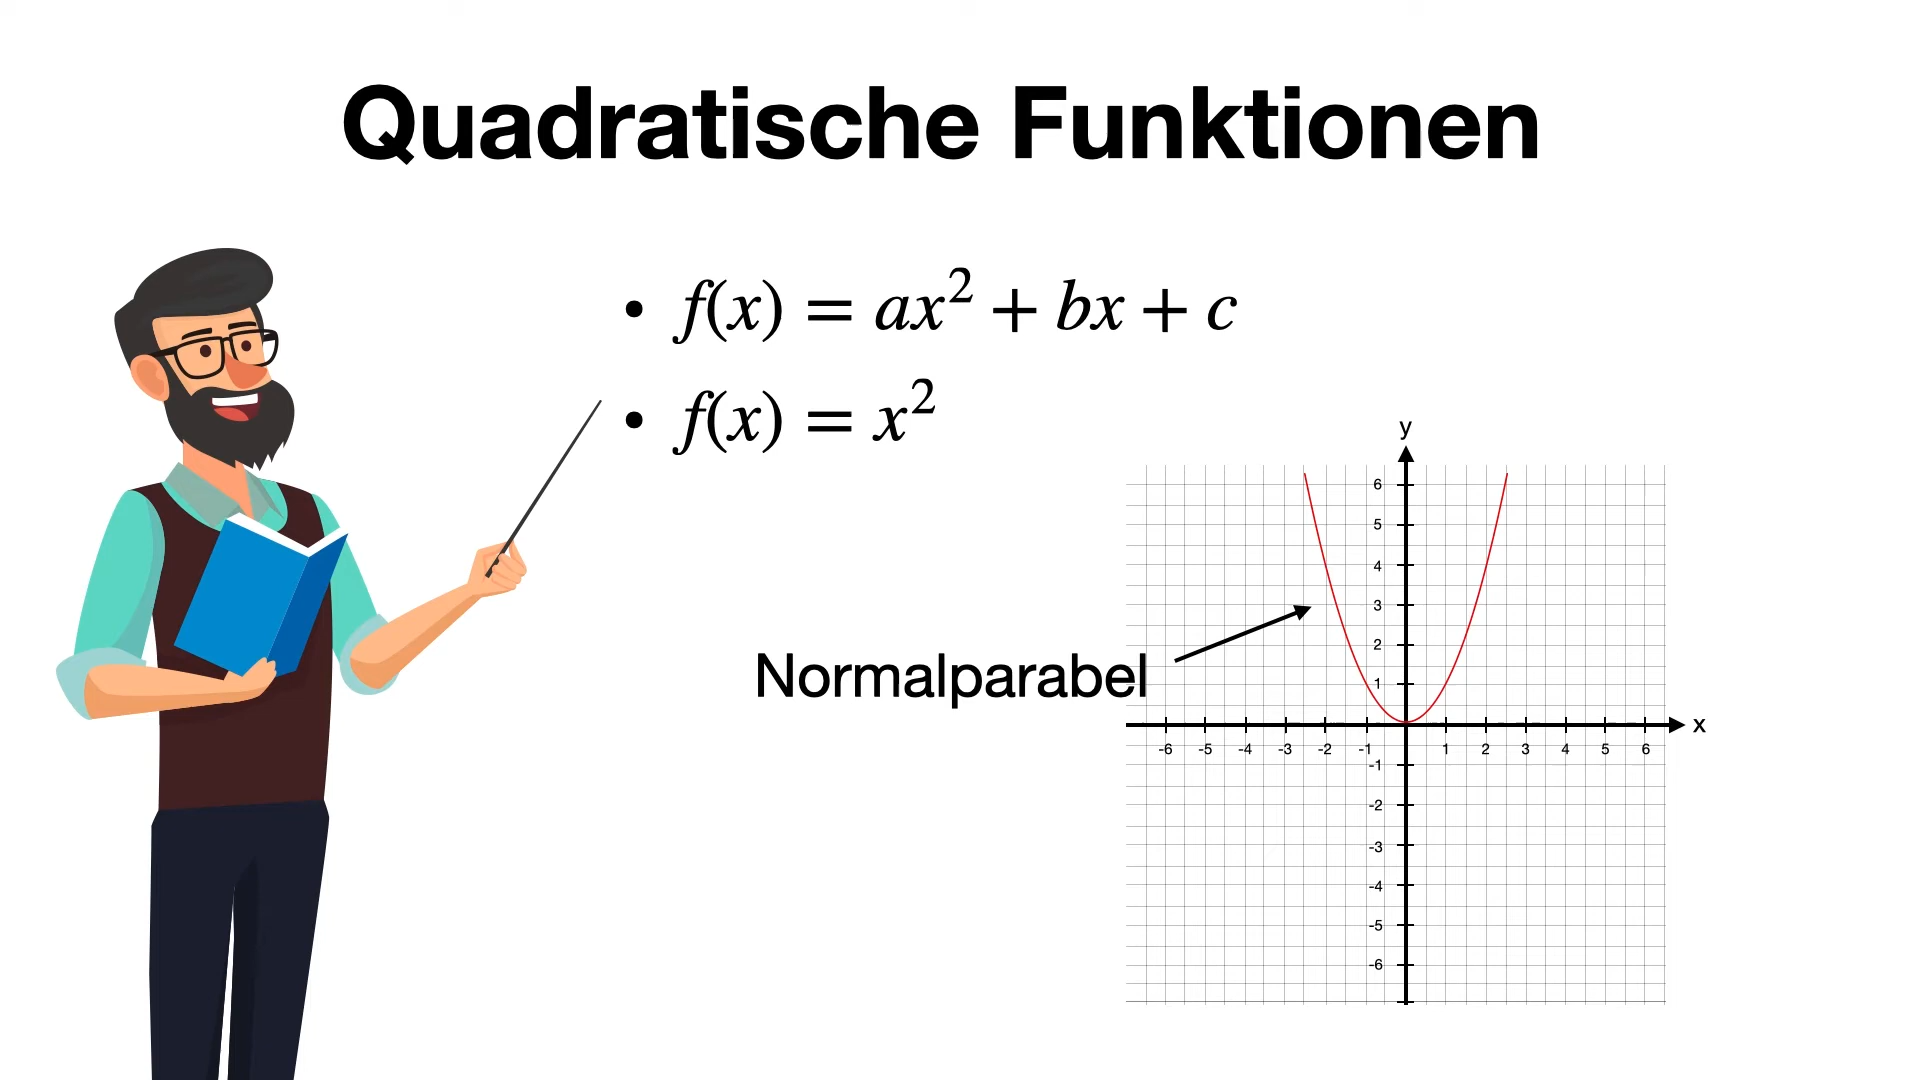 Quadratische Funktionen
• f(x) = ax² + bx + c
• f(x) = x²
Normalparabel
y
6
5
4
3
2
1
-6 -5 -4 -3 -2 -1 1 2 3 4 5 6 x
-1
-2
-3
-4
-5
-6